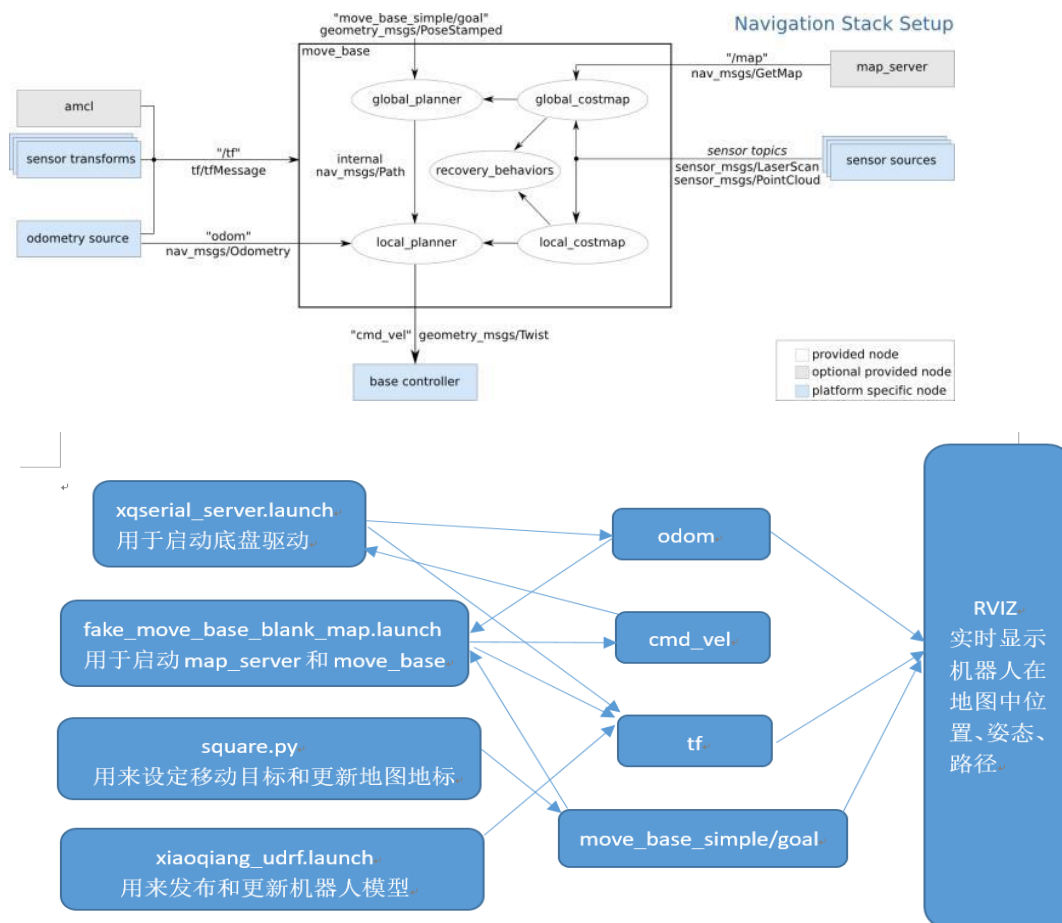 Navigation Stack Setup
"move_base_simple/goal"
geometry_msgs/PoseStamped
move_base
"/map"
nav_msgs/GetMap
map_server
global_planner
global_costmap
amcl
sensor transforms
"/tf"
tf/tfMessage
internal
nav_msgs/Path
recovery_behaviors
sensor topics
sensor_msgs/LaserScan
sensor_msgs/PointCloud
sensor sources
odometry source
"odom"
nav_msgs/Odometry
local_planner
local_costmap
"cmd_vel"
geometry_msgs/Twist
base controller
provided node
optional provided node
platform specific node
xqserial_server.launch
用于启动底盘驱动
odom
fake_move_base_blank_map.launch
用于启动 map_server 和 move_base
cmd_vel
square.py
用来设定移动目标和更新地图地标
tf
xiaoqiang_udrf.launch
用来发布和更新机器人模型
move_base_simple/goal
RVIZ
实时显示
机器人在
地图中位
置、姿态、
路径